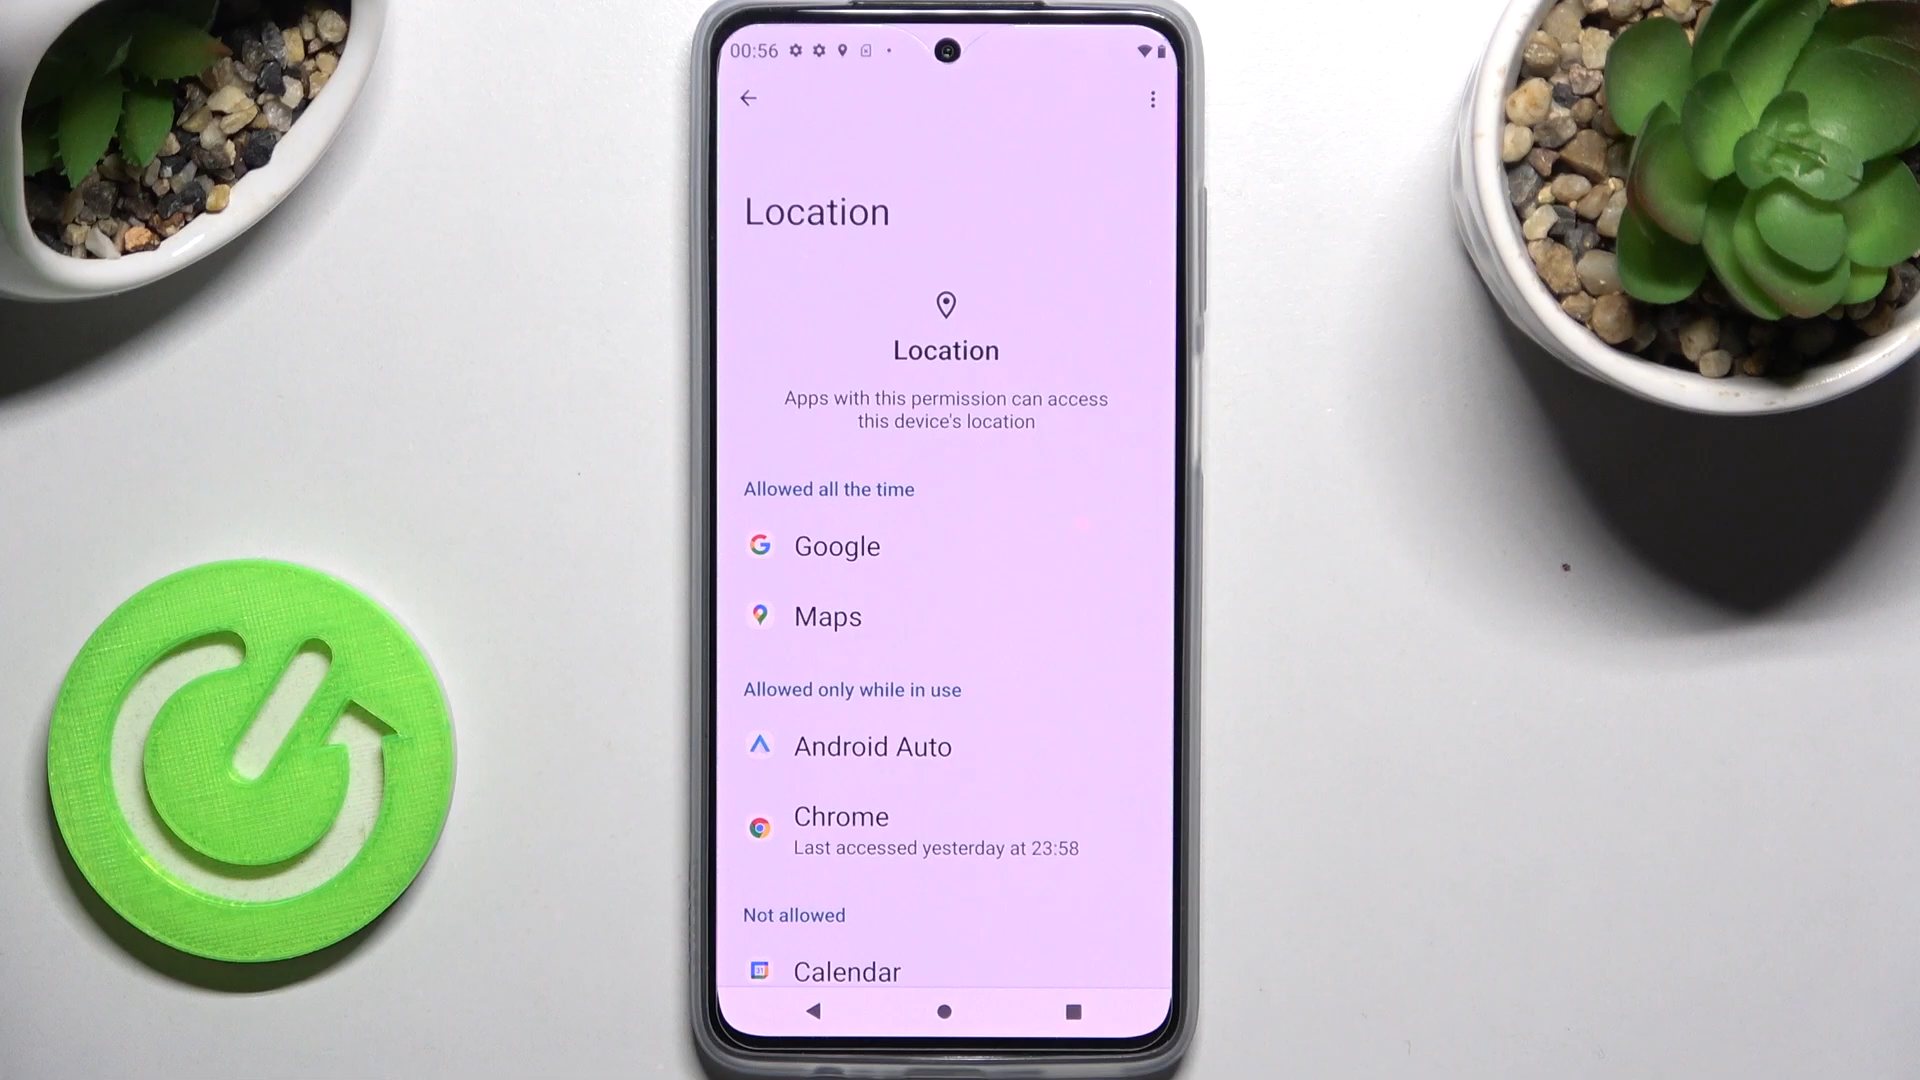 00:56
Location
Location
Apps with this permission can access
this device's location
Allowed all the time
Google
Maps
Allowed only while in use
Android Auto
Chrome
Last accessed yesterday at 23:58
Not allowed
31
Calendar